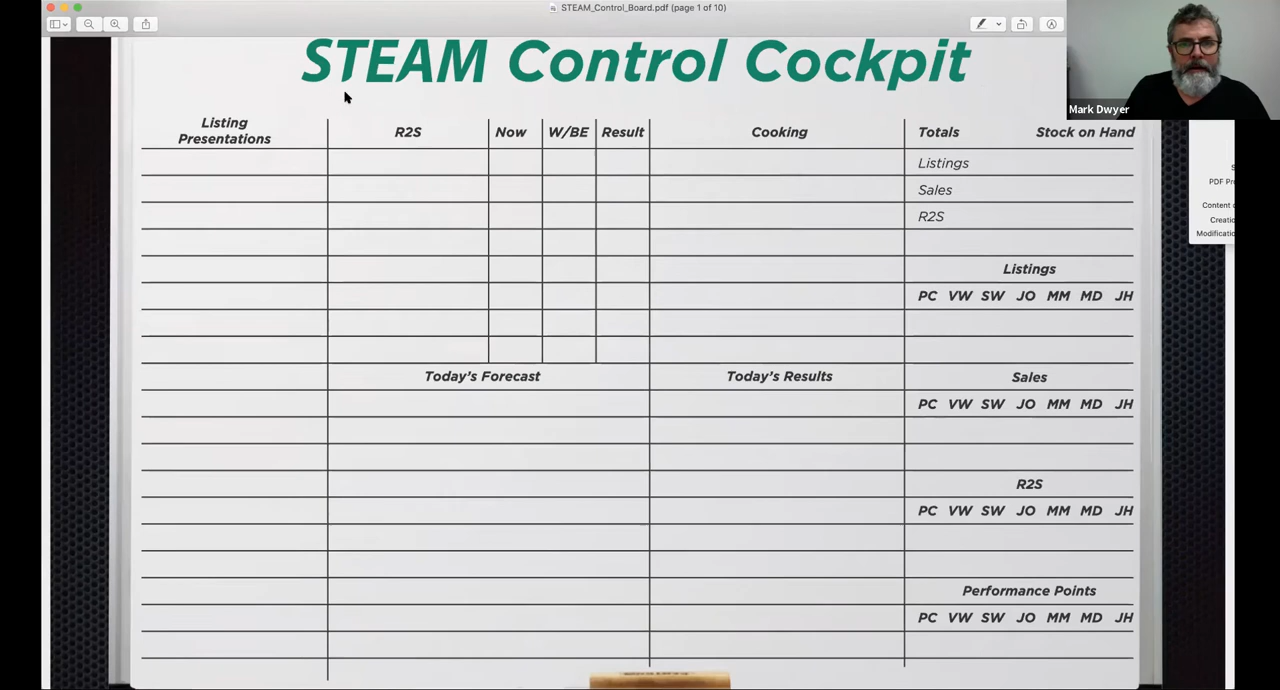 STEAM_Control_Board.pdf (page 1 of 10)
STEAM Control Cockpit
Mark Dwyer
Listing
Presentations
R2S Now W/BE Result Cooking Totals Stock on Hand
Listings
Sales
R2S
Listings
PC VW SW JO MM MD JH
Today's Forecast Today's Results Sales
PC VW SW JO MM MD JH
R2S
PC VW SW JO MM MD JH
Performance Points
PC VW SW JO MM MD JH
PDF
Content